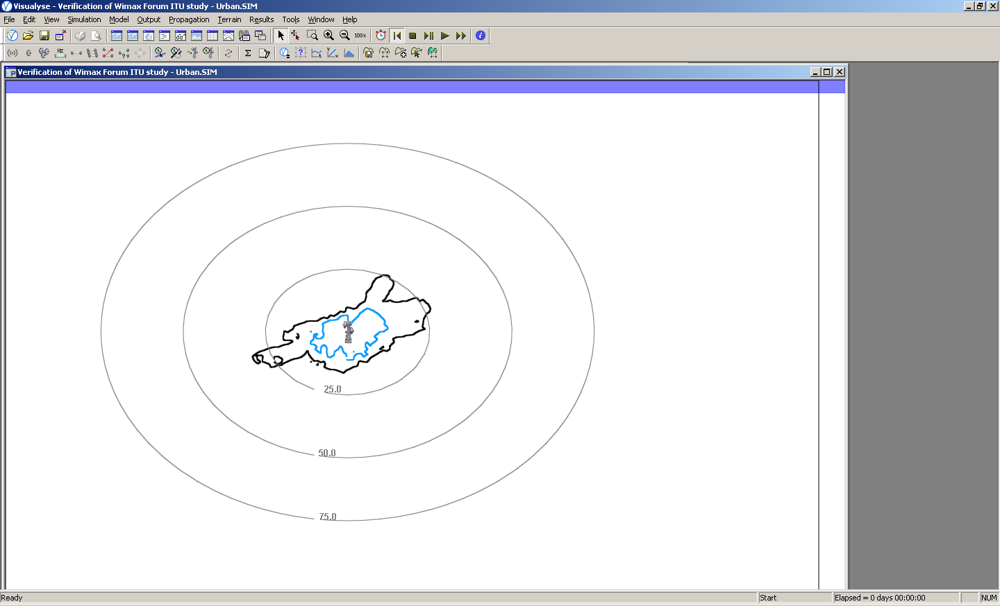 Visualyse - Verification of Wimax Forum ITU study - Urban.SIM
File Edit View Simulation Model Output Propagation Terrain Results Tools Window Help
100%
Hz
Verification of Wimax Forum ITU study - Urban.SIM
25.0
50.0
75.0
Ready Start Elapsed = 0 days 00:00:00 NUM